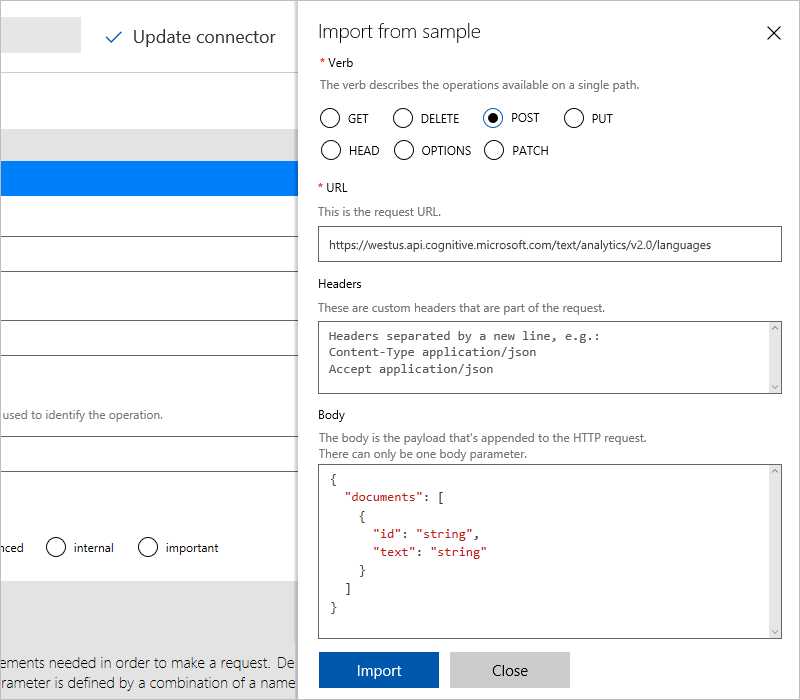 Update connector
used to identify the operation.
internal
important
ements needed in order to make a request. De
rameter is defined by a combination of a name
Import from sample
* Verb
The verb describes the operations available on a single path.
GET DELETE POST PUT
HEAD OPTIONS PATCH
* URL
This is the request URL.
https://westus.api.cognitive.microsoft.com/text/analytics/v2.0/languages
Headers
These are custom headers that are part of the request.
Headers separated by a new line, e.g.:
Content-Type application/json
Accept application/json
Body
The body is the payload that's appended to the HTTP request.
There can only be one body parameter.
{
"documents": [
{
"id": "string",
"text": "string"
}
]
}
Import
Close